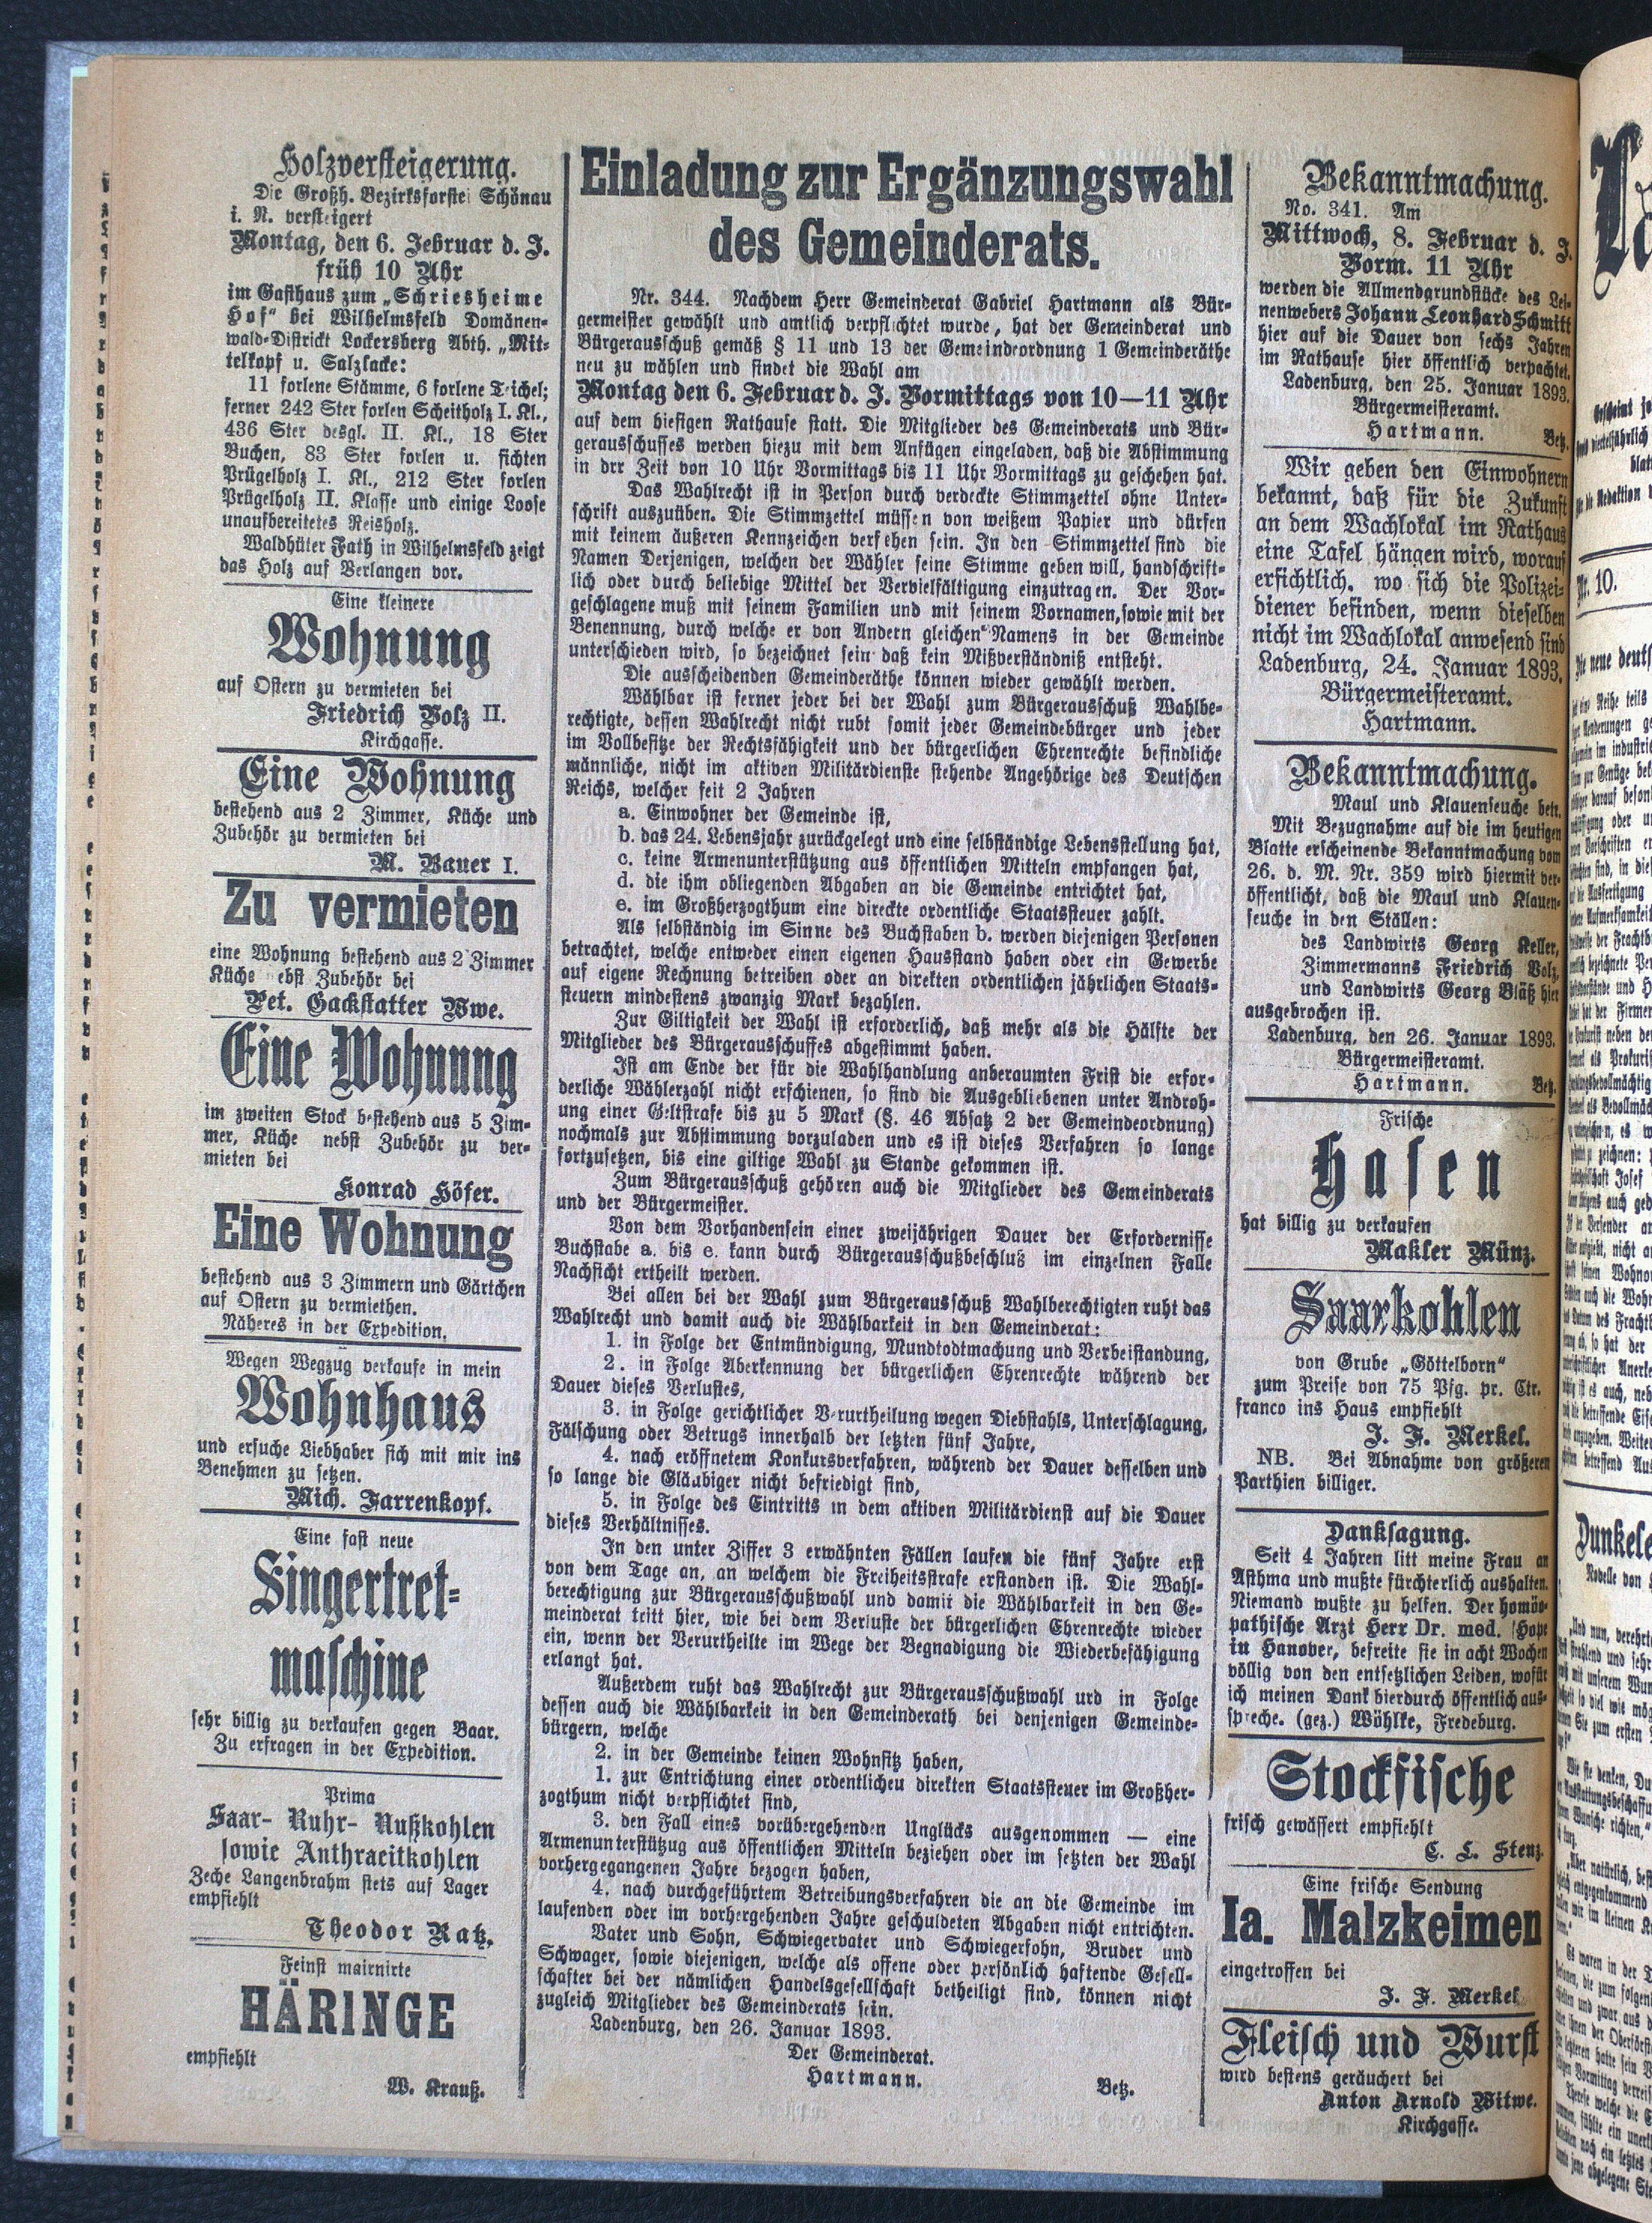 Holzversteigerung.
Die Großh. Bezirksforstei Schönau
i. N. versteigert
Montag, den 6. Februar d. J.
früh 10 Uhr
im Gasthaus zum „Schriesheime
Hof“ bei Wilhelmsfeld Domänen-
wald-Districkt Lockersberg Abth. „Mit-
telkopf u. Salzlacke:
11 forlene Stämme, 6 forlene Teichel;
ferner 242 Ster forlen Scheitholz I. Kl.,
436 Ster desgl. II. Kl., 18 Ster
Buchen, 83 Ster forlen u. fichten
Prügelholz I. Kl., 212 Ster forlen
Prügelholz II. Klasse und einige Loose
unaufbereitetes Reisholz.
Waldhüter Fath in Wilhelmsfeld zeigt
das Holz auf Verlangen vor.
Eine kleinere
Wohnung
auf Ostern zu vermieten bei
Friedrich Volz II.
Kirchgasse.
Eine Wohnung
bestehend aus 2 Zimmer, Küche und
Zubehör zu vermieten bei
M. Bauer I.
Zu vermieten
eine Wohnung bestehend aus 2 Zimmer
Küche ebst Zubehör bei
Pet. Gackstatter Wwe.
Eine Wohnung
im zweiten Stock bestehend aus 5 Zim-
mer, Küche nebst Zubehör zu ver-
mieten bei
Konrad Höfer.
Eine Wohnung
bestehend aus 3 Zimmern und Gärtchen
auf Ostern zu vermiethen.
Näheres in der Expedition.
Wegen Wegzug verkaufe in mein
Wohnhaus
und ersuche Liebhaber sich mit mir ins
Benehmen zu setzen.
Mich. Farrenkopf.
Eine fast neue
Singertret-
maschine
sehr billig zu verkaufen gegen Baar.
Zu erfragen in der Expedition.
Prima
Saar- Ruhr- Nußkohlen
sowie Anthracitkohlen
Zeche Langenbrahm stets auf Lager
empfiehlt
Theodor Ratz.
Feinst mairnirte
HÄRINGE
empfiehlt
W. Krauß.
Einladung zur Ergänzungswahl
des Gemeinderats.
Nr. 344. Nachdem Herr Gemeinderat Gabriel Hartmann als Bür-
germeister gewählt und amtlich verpflichtet wurde, hat der Gemeinderat und
Bürgerausschuß gemäß § 11 und 13 der Gemeindeordnung 1 Gemeinderäthe
neu zu wählen und findet die Wahl am
Montag den 6. Februar d. J. Vormittags von 10—11 Uhr
auf dem hiesigen Rathause statt. Die Mitglieder des Gemeinderats und Bür-
gerausschusses werden hiezu mit dem Anfügen eingeladen, daß die Abstimmung
in drr Zeit von 10 Uhr Vormittags bis 11 Uhr Vormittags zu geschehen hat.
Das Wahlrecht ist in Person durch verdeckte Stimmzettel ohne Unter-
schrift auszuüben. Die Stimmzettel müssen von weißem Papier und dürfen
mit keinem äußeren Kennzeichen versehen sein. In den Stimmzettel sind die
Namen Derjenigen, welchen der Wähler seine Stimme geben will, handschrift-
lich oder durch beliebige Mittel der Vervielfältigung einzutragen. Der Vor-
geschlagene muß mit seinem Familien und mit seinem Vornamen, sowie mit der
Benennung, durch welche er von Andern gleichen Namens in der Gemeinde
unterschieden wird, so bezeichnet sein daß kein Mißverständniß entsteht.
Die ausscheidenden Gemeinderäthe können wieder gewählt werden.
Wählbar ist ferner jeder bei der Wahl zum Bürgerausschuß Wahlbe-
rechtigte, dessen Wahlrecht nicht ruht somit jeder Gemeindebürger und jeder
im Vollbesitze der Rechtsfähigkeit und der bürgerlichen Ehrenrechte befindliche
männliche, nicht im aktiven Militärdienste stehende Angehörige des Deutschen
Reichs, welcher seit 2 Jahren
a. Einwohner der Gemeinde ist,
b. das 24. Lebensjahr zurückgelegt und eine selbständige Lebensstellung hat,
c. keine Armenunterstützung aus öffentlichen Mitteln empfangen hat,
d. die ihm obliegenden Abgaben an die Gemeinde entrichtet hat,
e. im Großherzogthum eine direckte ordentliche Staatssteuer zahlt.
Als selbständig im Sinne des Buchstaben b. werden diejenigen Personen
betrachtet, welche entweder einen eigenen Hausstand haben oder ein Gewerbe
auf eigene Rechnung betreiben oder an direkten ordentlichen jährlichen Staats-
steuern mindestens zwanzig Mark bezahlen.
Zur Giltigkeit der Wahl ist erforderlich, daß mehr als die Hälfte der
Mitglieder des Bürgerausschusses abgestimmt haben.
Ist am Ende der für die Wahlhandlung anberaumten Frist die erfor-
derliche Wählerzahl nicht erschienen, so sind die Ausgebliebenen unter Androh-
ung einer Geltstrafe bis zu 5 Mark (§. 46 Absatz 2 der Gemeindeordnung)
nochmals zur Abstimmung vorzuladen und es ist dieses Verfahren so lange
fortzusetzen, bis eine giltige Wahl zu Stande gekommen ist.
Zum Bürgerausschuß gehören auch die Mitglieder des Gemeinderats
und der Bürgermeister.
Von dem Vorhandensein einer zweijährigen Dauer der Erfordernisse
Buchstabe a. bis e. kann durch Bürgerausschußbeschluß im einzelnen Falle
Nachsicht ertheilt werden.
Bei allen bei der Wahl zum Bürgerausschuß Wahlberechtigten ruht das
Wahlrecht und damit auch die Wählbarkeit in den Gemeinderat:
1. in Folge der Entmündigung, Mundtodtmachung und Verbeistandung,
2. in Folge Aberkennung der bürgerlichen Ehrenrechte während der
Dauer dieses Verlustes,
3. in Folge gerichtlicher Verurtheilung wegen Diebstahls, Unterschlagung,
Fälschung oder Betrugs innerhalb der letzten fünf Jahre,
4. nach eröffnetem Konkursverfahren, während der Dauer desselben und
so lange die Gläubiger nicht befriedigt sind,
5. in Folge des Eintritts in dem aktiven Militärdienst auf die Dauer
dieses Verhältnisses.
In den unter Ziffer 3 erwähnten Fällen laufen die fünf Jahre erst
von dem Tage an, an welchem die Freiheitsstrafe erstanden ist. Die Wahl-
berechtigung zur Bürgerausschußwahl und damit die Wählbarkeit in den Ge-
meinderat tritt hier, wie bei dem Verluste der bürgerlichen Ehrenrechte wieder
ein, wenn der Verurtheilte im Wege der Begnadigung die Wiederbefähigung
erlangt hat.
Außerdem ruht das Wahlrecht zur Bürgerausschußwahl urd in Folge
dessen auch die Wählbarkeit in den Gemeinderath bei denjenigen Gemeinde-
bürgern, welche
2. in der Gemeinde keinen Wohnsitz haben,
1. zur Entrichtung einer ordentlicheu direkten Staatssteuer im Großher-
zogthum nicht verpflichtet sind,
3. den Fall eines vorübergehenden Unglücks ausgenommen — eine
Armenunterstützug aus öffentlichen Mitteln beziehen oder im setzten der Wahl
vorhergegangenen Jahre bezogen haben,
4. nach durchgeführtem Betreibungsverfahren die an die Gemeinde im
laufenden oder im vorhergehenden Jahre geschuldeten Abgaben nicht entrichten.
Vater und Sohn, Schwiegervater und Schwiegersohn, Bruder und
Schwager, sowie diejenigen, welche als offene oder persönlich haftende Gesell-
schafter bei der nämlichen Handelsgesellschaft betheiligt sind, können nicht
zugleich Mitglieder des Gemeinderats sein.
Ladenburg, den 26. Januar 1893.
Der Gemeinderat.
Hartmann. Betz.
Bekanntmachung.
No. 341. Am
Mittwoch, 8. Februar d. J.
Vorm. 11 Uhr
werden die Allmendgrundstücke des Lei-
nenwebers Johann Leonhard Schmitt
hier auf die Dauer von sechs Jahren
im Rathause hier öffentlich verpachtet.
Ladenburg, den 25. Januar 1893.
Bürgermeisteramt.
Hartmann. Betz.
Wir geben den Einwohnern
bekannt, daß für die Zukunft
an dem Wachlokal im Rathaus
eine Tafel hängen wird, worauf
ersichtlich. wo sich die Polizei-
diener befinden, wenn dieselben
nicht im Wachlokal anwesend sind
Ladenburg, 24. Januar 1893.
Bürgermeisteramt.
Hartmann.
Bekanntmachung.
Maul und Klauenseuche betr.
Mit Bezugnahme auf die im heutigen
Blatte erscheinende Bekanntmachung vom
26. d. M. Nr. 359 wird hiermit ver-
öffentlicht, daß die Maul und Klauen-
seuche in den Ställen:
des Landwirts Georg Keller,
Zimmermanns Friedrich Volz,
und Landwirts Georg Bläß hier
ausgebrochen ist.
Ladenburg, den 26. Januar 1893.
Bürgermeisteramt.
Hartmann. Betz.
Frische
Hasen
hat billig zu verkaufen
Makler Münz.
Saarkohlen
von Grube „Göttelborn“
zum Preise von 75 Pfg. pr. Ctr.
franco ins Haus empfiehlt
J. F. Merkel.
NB. Bei Abnahme von größeren
Parthien billiger.
Danksagung.
Seit 4 Jahren litt meine Frau an
Asthma und mußte fürchterlich aushalten.
Niemand wußte zu helfen. Der homöo-
pathische Arzt Herr Dr. med. Hope
in Hanover, befreite sie in acht Wochen
völlig von den entsetzlichen Leiden, wofür
ich meinen Dank hierdurch öffentlich aus-
spreche. (gez.) Wöhlke, Fredeburg.
Stockfische
frisch gewässert empfiehlt
C. L. Stenz.
Eine frische Sendung
Ia. Malzkeimen
eingetroffen bei
J. F. Merkel
Fleisch und Wurst
wird bestens geräuchert bei
Anton Arnold Witwe.
Kirchgasse.